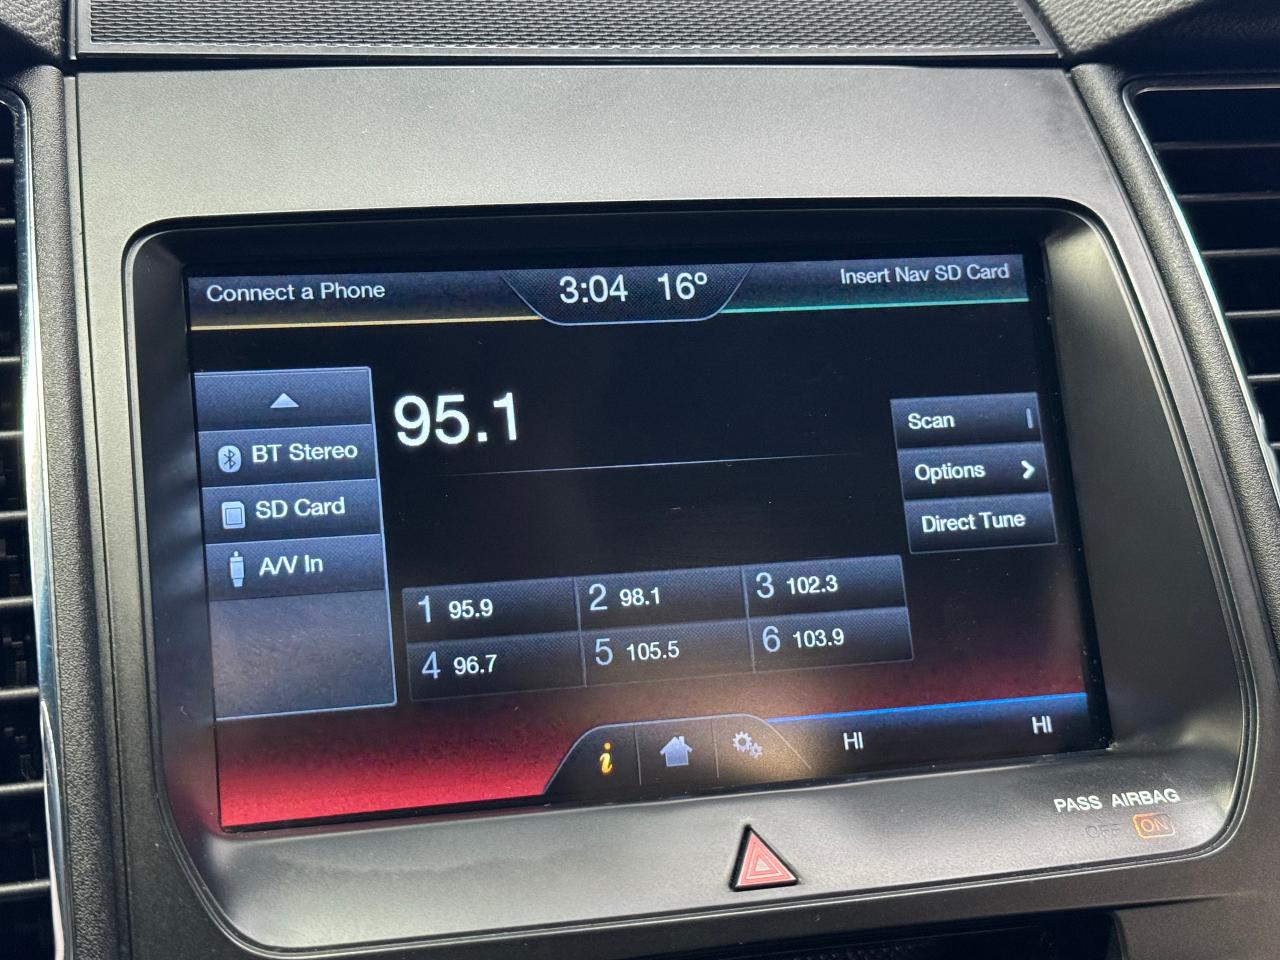 Connect a Phone
3:04 16°
Insert Nav SD Card
95.1
BT Stereo
SD Card
A/V In
Scan
Options
Direct Tune
1 95.9
2 98.1
3 102.3
4 96.7
5 105.5
6 103.9
i
HI
HI
PASS AIRBAG
OFF ON